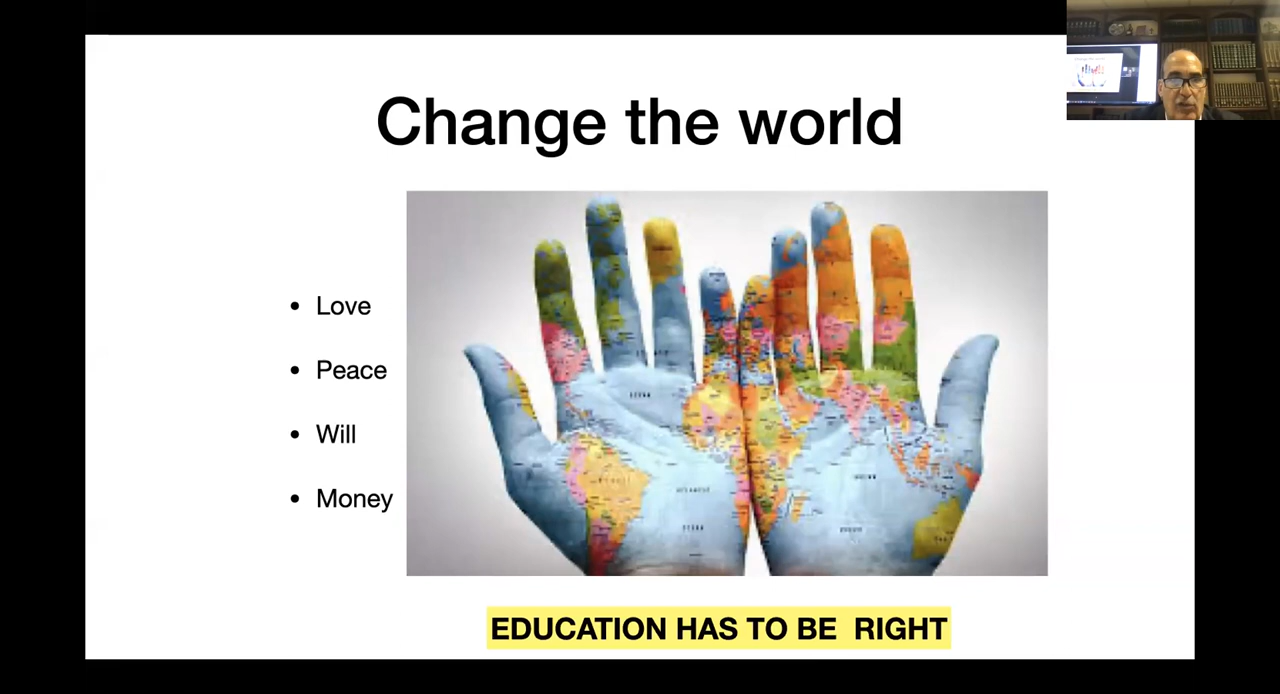 Change the world
• Love
• Peace
• Will
• Money
EDUCATION HAS TO BE  RIGHT